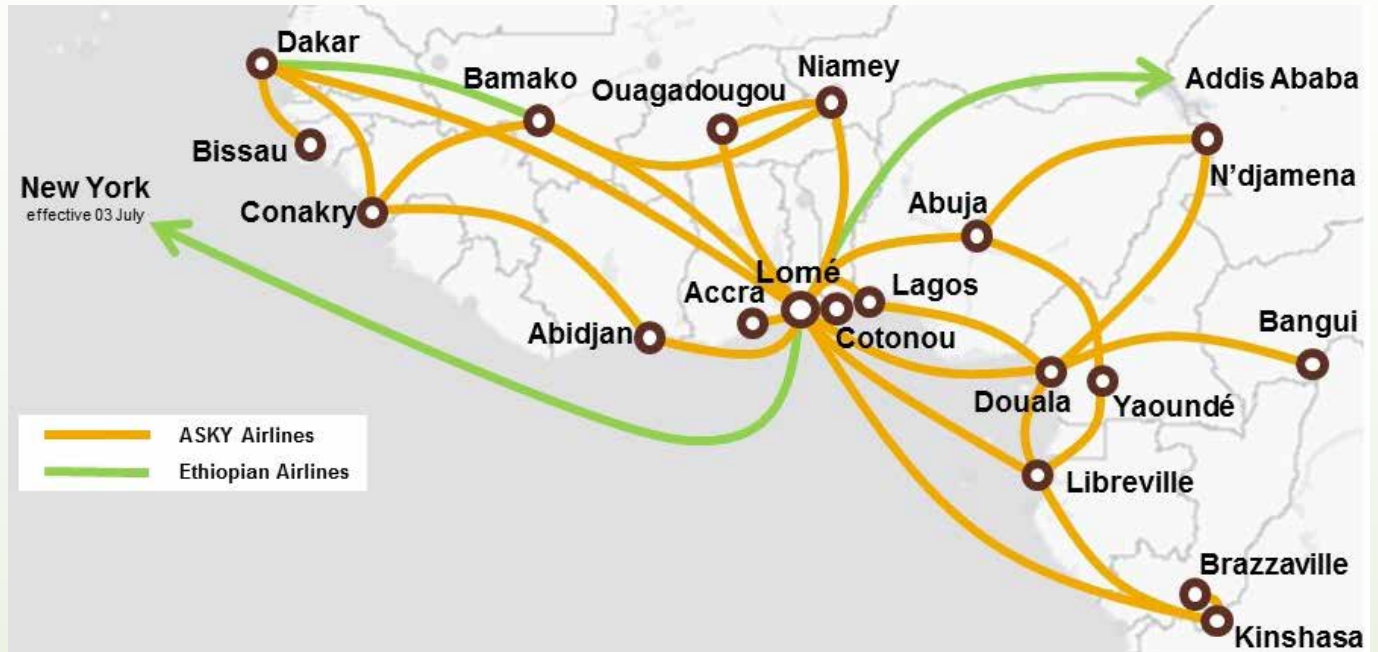 Dakar
Bamako
Niamey
Ouagadougou
Addis Ababa
Bissau
N’djamena
New York
effective 03 July
Conakry
Abuja
Lomé
Accra
Lagos
Abidjan
Cotonou
Bangui
Douala
Yaoundé
ASKY Airlines
Ethiopian Airlines
Libreville
Brazzaville
Kinshasa